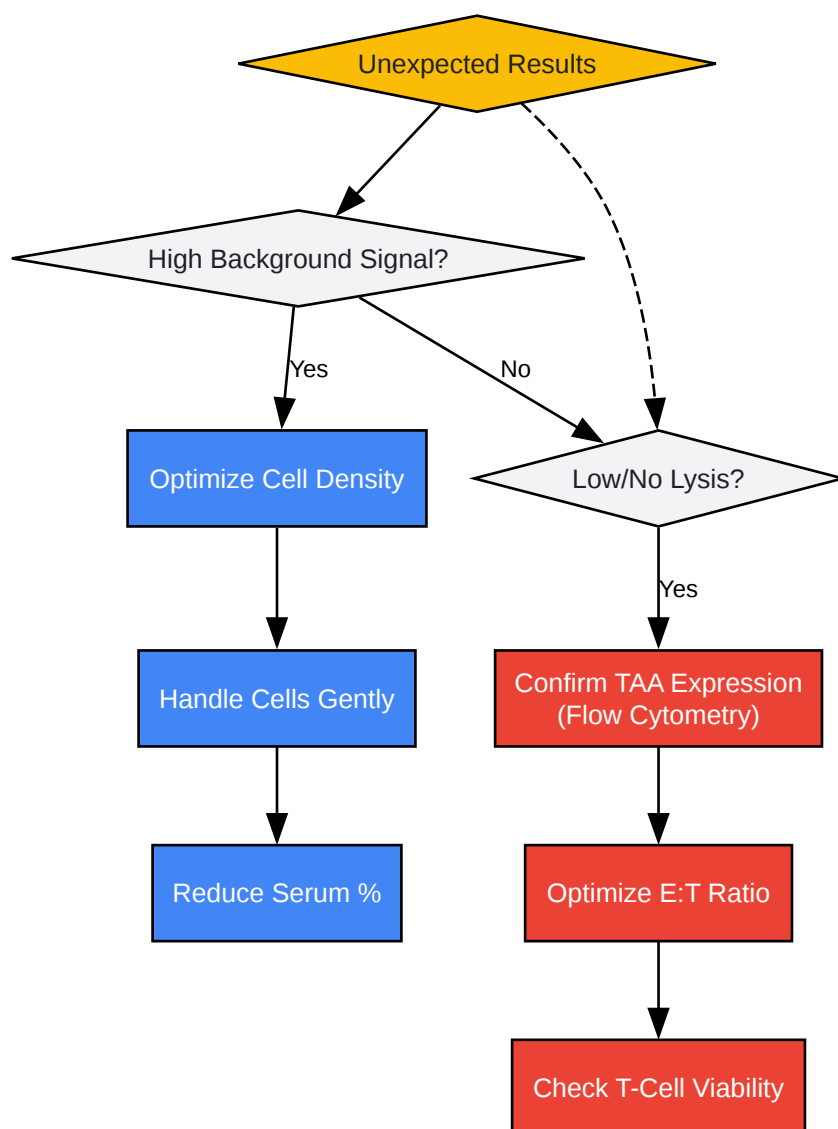 Unexpected Results
High Background Signal?
Yes
No
Optimize Cell Density
Low/No Lysis?
Yes
Handle Cells Gently
Confirm TAA Expression
(Flow Cytometry)
Reduce Serum %
Optimize E:T Ratio
Check T-Cell Viability